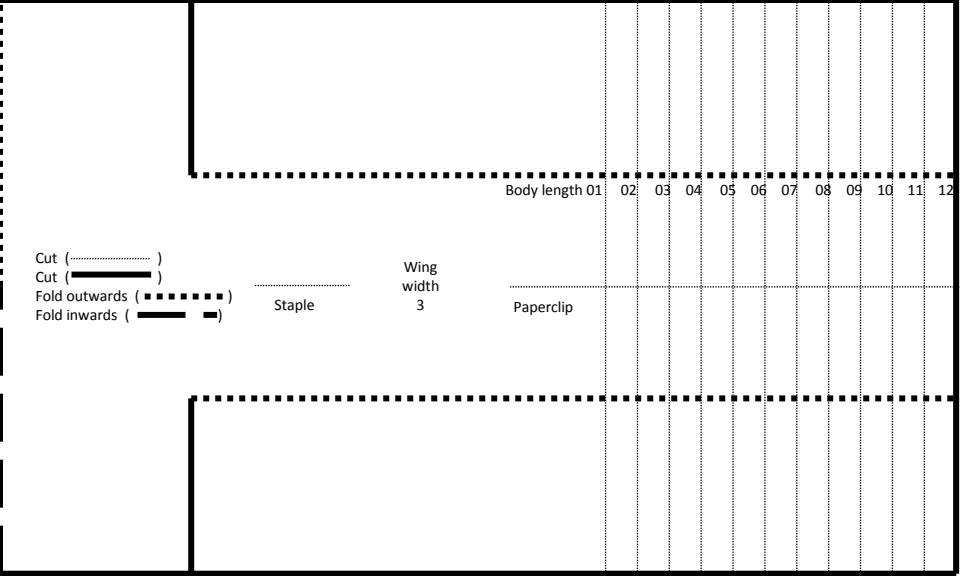 Body length 01 02 03 04 05 06 07 08 09 10 11 12
Cut ( )
Cut ( )
Fold outwards ( )
Fold inwards ( )
Staple
Wing
width
3
Paperclip